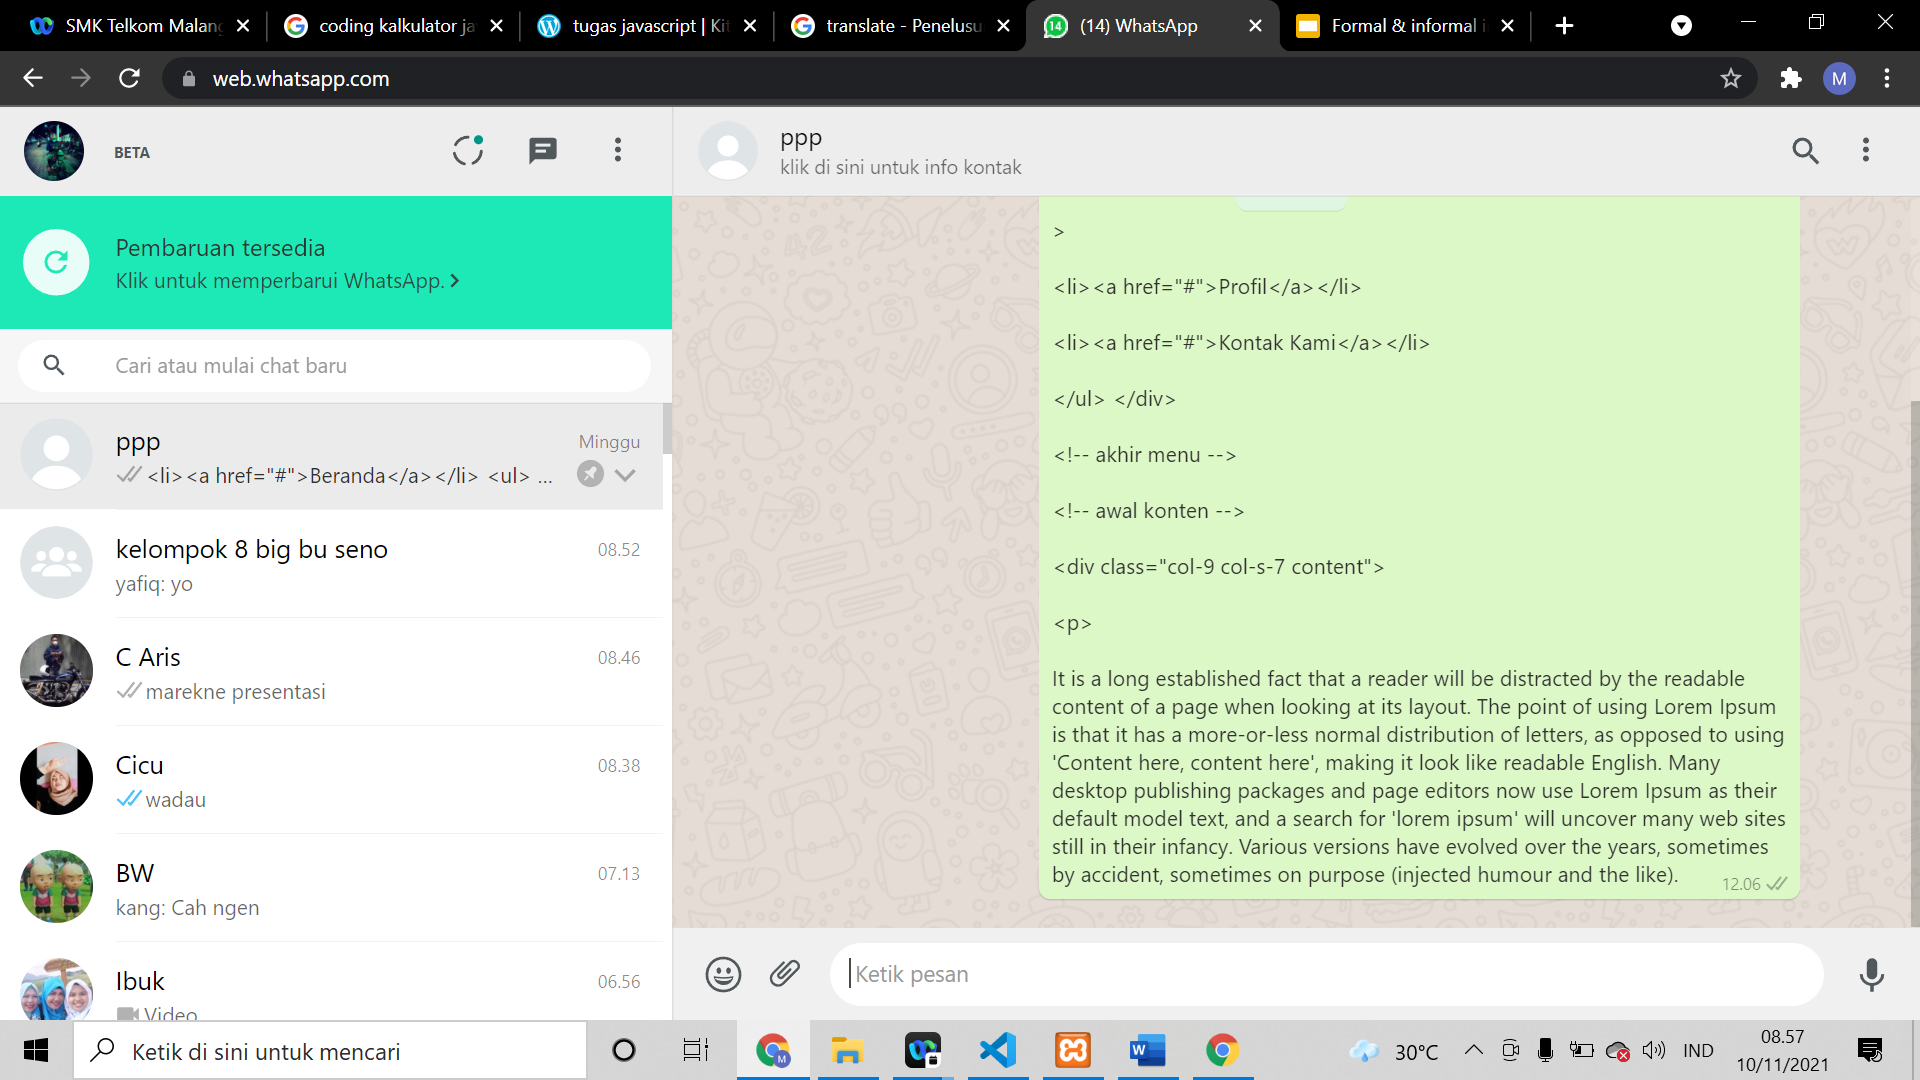 SMK Telkom Malang
coding kalkulator ja
tugas javascript | Kit
translate - Penelusu
14
(14) WhatsApp
Formal & informal i
web.whatsapp.com
M
BETA
Pembaruan tersedia
Klik untuk memperbarui WhatsApp.
Cari atau mulai chat baru
ppp
Minggu
<li><a href="#">Beranda</a></li> <ul> ...
kelompok 8 big bu seno
08.52
yafiq: yo
C Aris
08.46
marekne presentasi
Cicu
08.38
wadau
BW
07.13
kang: Cah ngen
Ibuk
06.56
Video
ppp
klik di sini untuk info kontak
>
<li><a href="#">Profil</a></li>
<li><a href="#">Kontak Kami</a></li>
</ul> </div>
<!-- akhir menu -->
<!-- awal konten -->
<div class="col-9 col-s-7 content">
<p>
It is a long established fact that a reader will be distracted by the readable
content of a page when looking at its layout. The point of using Lorem Ipsum
is that it has a more-or-less normal distribution of letters, as opposed to using
'Content here, content here', making it look like readable English. Many
desktop publishing packages and page editors now use Lorem Ipsum as their
default model text, and a search for 'lorem ipsum' will uncover many web sites
still in their infancy. Various versions have evolved over the years, sometimes
by accident, sometimes on purpose (injected humour and the like).
12.06
Ketik pesan
Ketik di sini untuk mencari
30°C
IND
08.57
10/11/2021